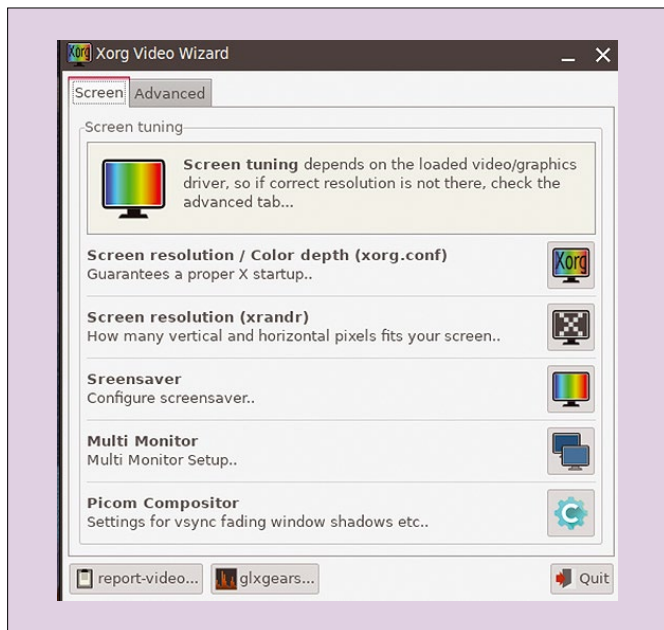 Xorg Xorg Video Wizard
Screen Advanced
Screen tuning
Screen tuning depends on the loaded video/graphics
driver, so if correct resolution is not there, check the
advanced tab...
Screen resolution / Color depth (xorg.conf)
Guarantees a proper X startup..
Xorg
Screen resolution (xrandr)
How many vertical and horizontal pixels fits your screen..
X
Sreensaver
Configure screensaver..
Multi Monitor
Multi Monitor Setup..
Picom Compositor
Settings for vsync fading window shadows etc..
C
report-video... glxgears... Quit